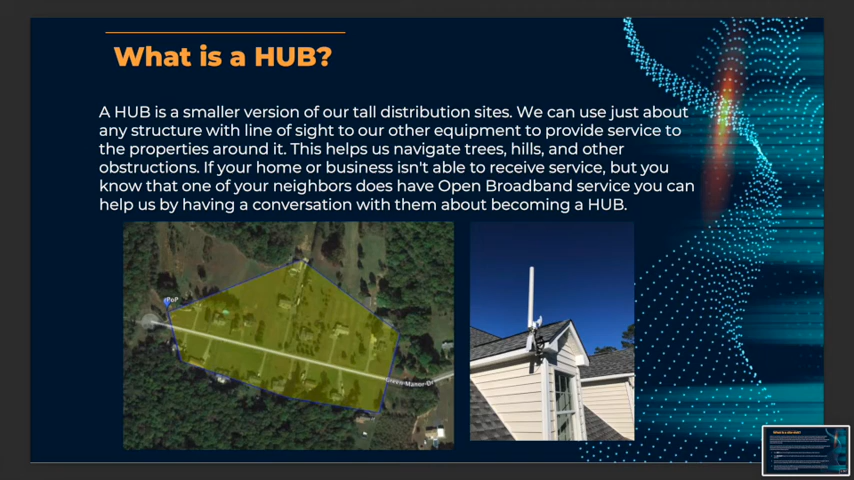 What is a HUB?
A HUB is a smaller version of our tall distribution sites. We can use just about
any structure with line of sight to our other equipment to provide service to
the properties around it. This helps us navigate trees, hills, and other
obstructions. If your home or business isn't able to receive service, but you
know that one of your neighbors does have Open Broadband service you can
help us by having a conversation with them about becoming a HUB.
PoP
Green Manor Dr